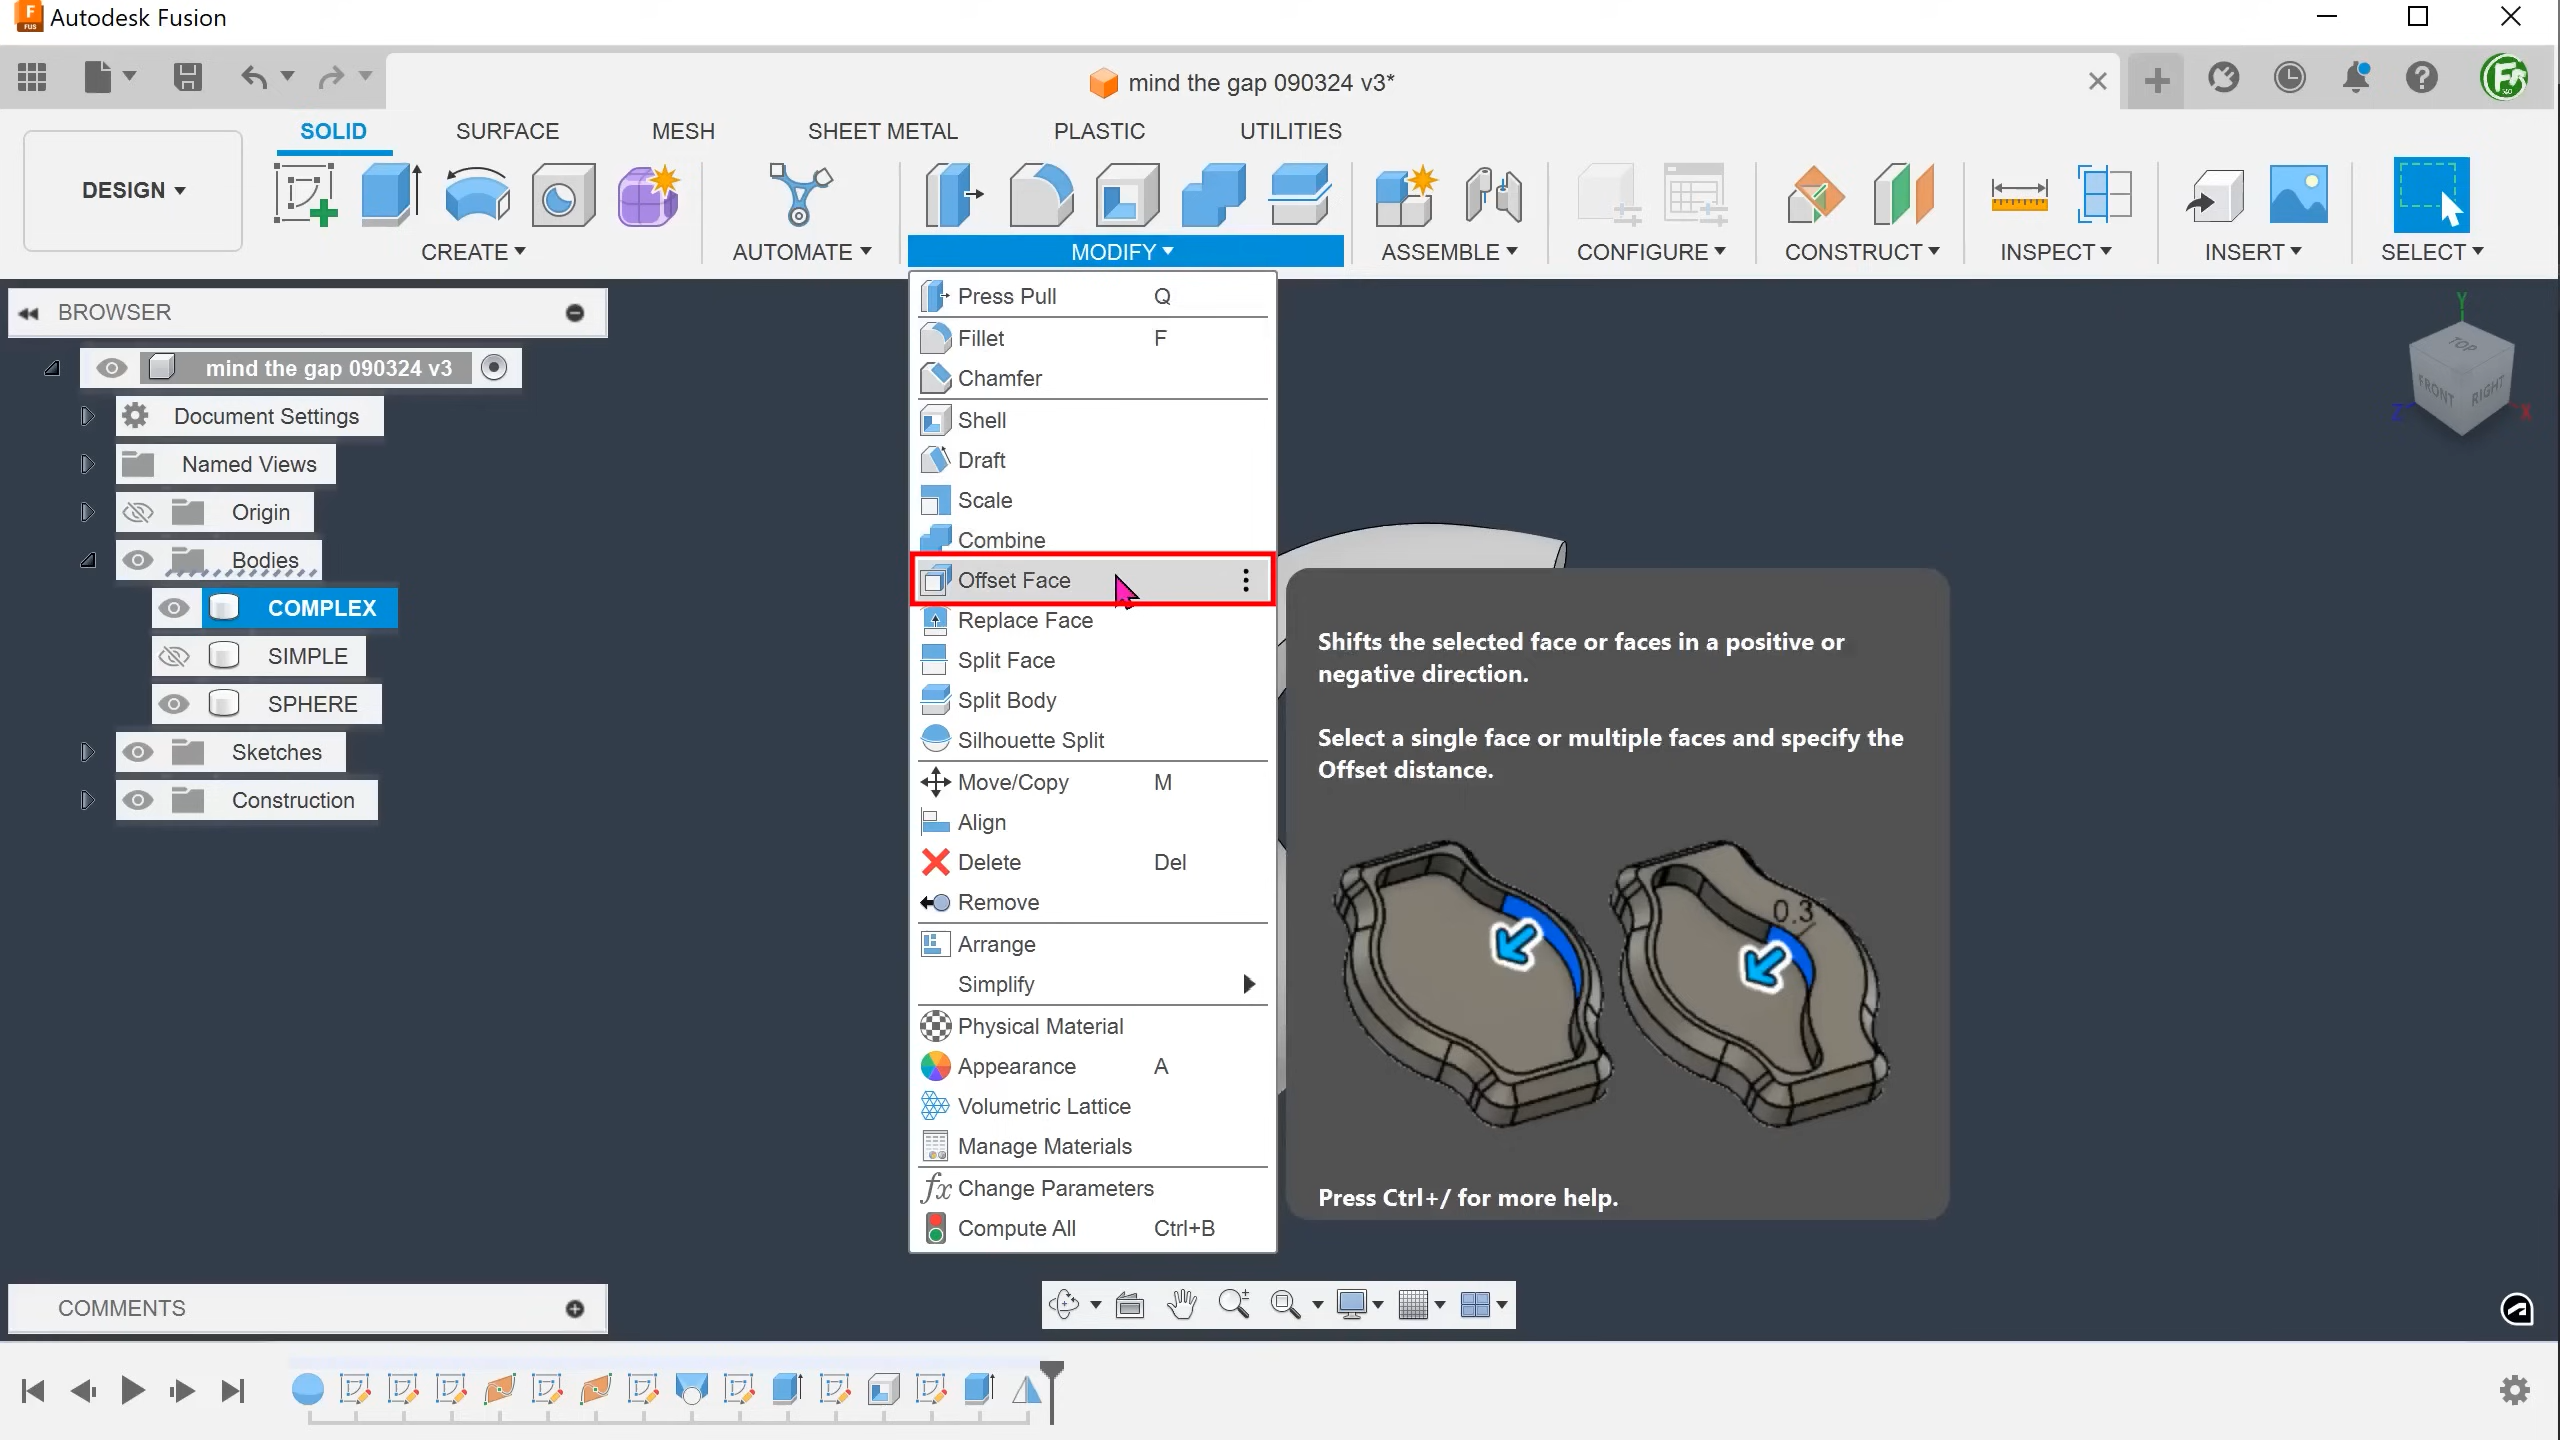 Autodesk Fusion
mind the gap 090324 v3*
SOLID
SURFACE
MESH
SHEET METAL
PLASTIC
UTILITIES
DESIGN
CREATE
AUTOMATE
MODIFY
ASSEMBLE
CONFIGURE
CONSTRUCT
INSPECT
INSERT
SELECT
BROWSER
mind the gap 090324 v3
Document Settings
Named Views
Origin
Bodies
COMPLEX
SIMPLE
SPHERE
Sketches
Construction
Press Pull Q
Fillet F
Chamfer
Shell
Draft
Scale
Combine
Offset Face
Replace Face
Split Face
Split Body
Silhouette Split
Move/Copy M
Align
Delete Del
Remove
Arrange
Simplify
Physical Material
Appearance A
Volumetric Lattice
Manage Materials
Change Parameters
Compute All Ctrl+B
Shifts the selected face or faces in a positive or
negative direction.
Select a single face or multiple faces and specify the
Offset distance.
0.3
Press Ctrl+/ for more help.
Y
TOP
FRONT
RIGHT
Z
X
COMMENTS